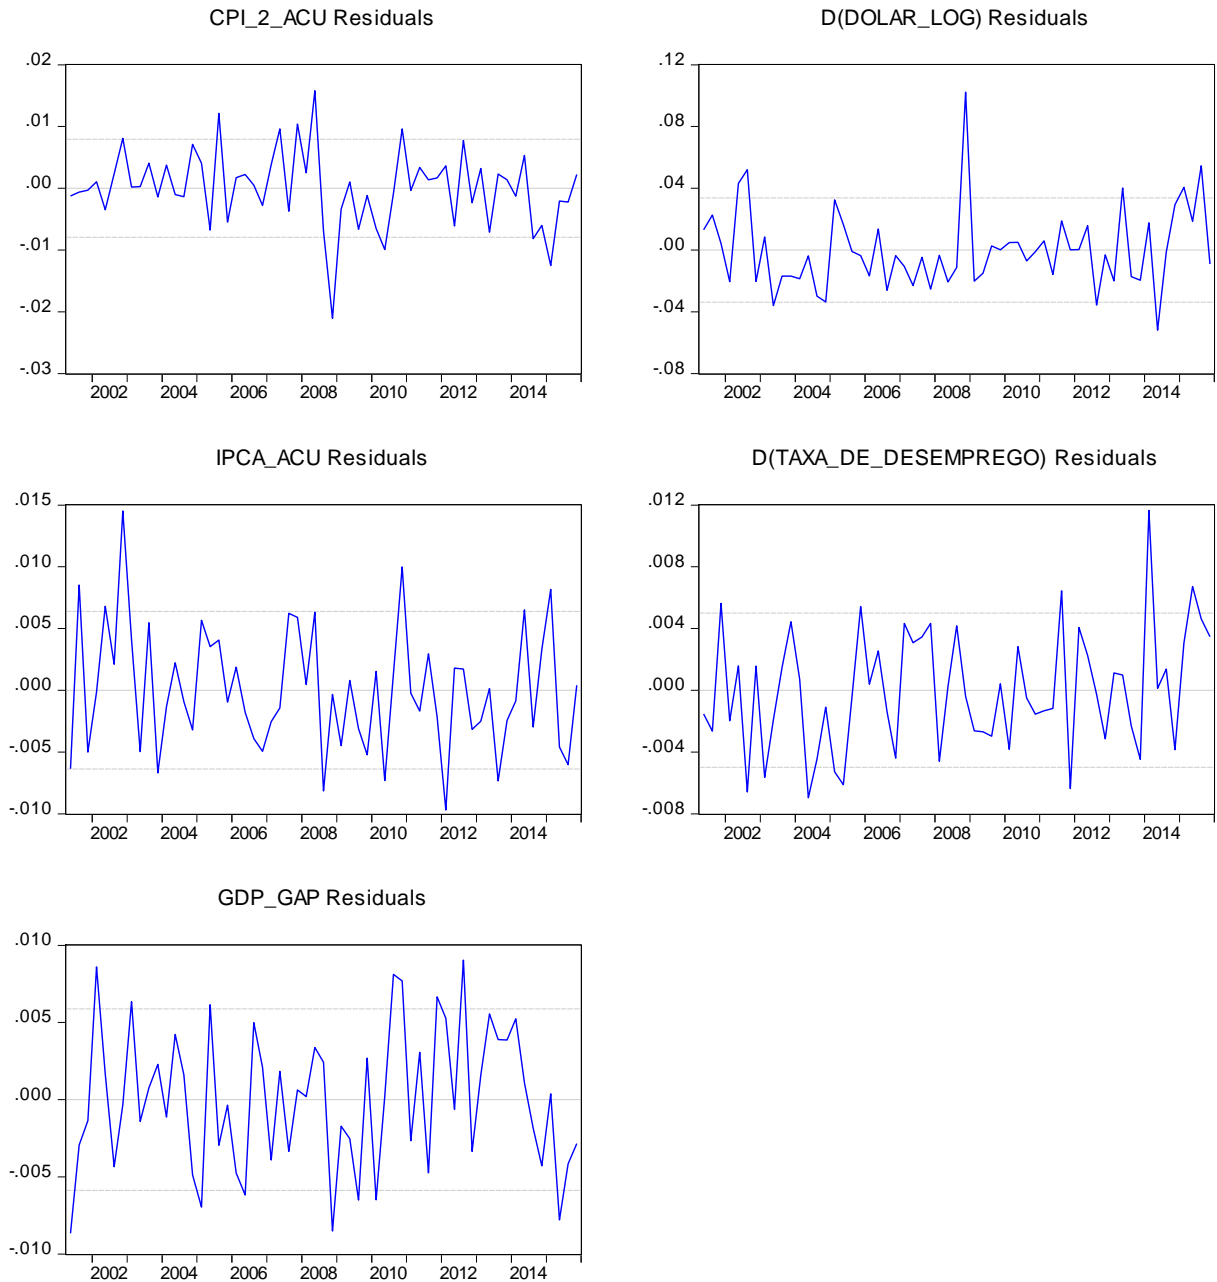 CPI_2_ACU Residuals
.02
.01
.00
-.01
-.02
-.03
2002 2004 2006 2008 2010 2012 2014
D(DOLAR_LOG) Residuals
.12
.08
.04
.00
-.04
-.08
2002 2004 2006 2008 2010 2012 2014
IPCA_ACU Residuals
.015
.010
.005
.000
-.005
-.010
2002 2004 2006 2008 2010 2012 2014
D(TAXA_DE_DESEMPREGO) Residuals
.012
.008
.004
.000
-.004
-.008
2002 2004 2006 2008 2010 2012 2014
GDP_GAP Residuals
.010
.005
.000
-.005
-.010
2002 2004 2006 2008 2010 2012 2014